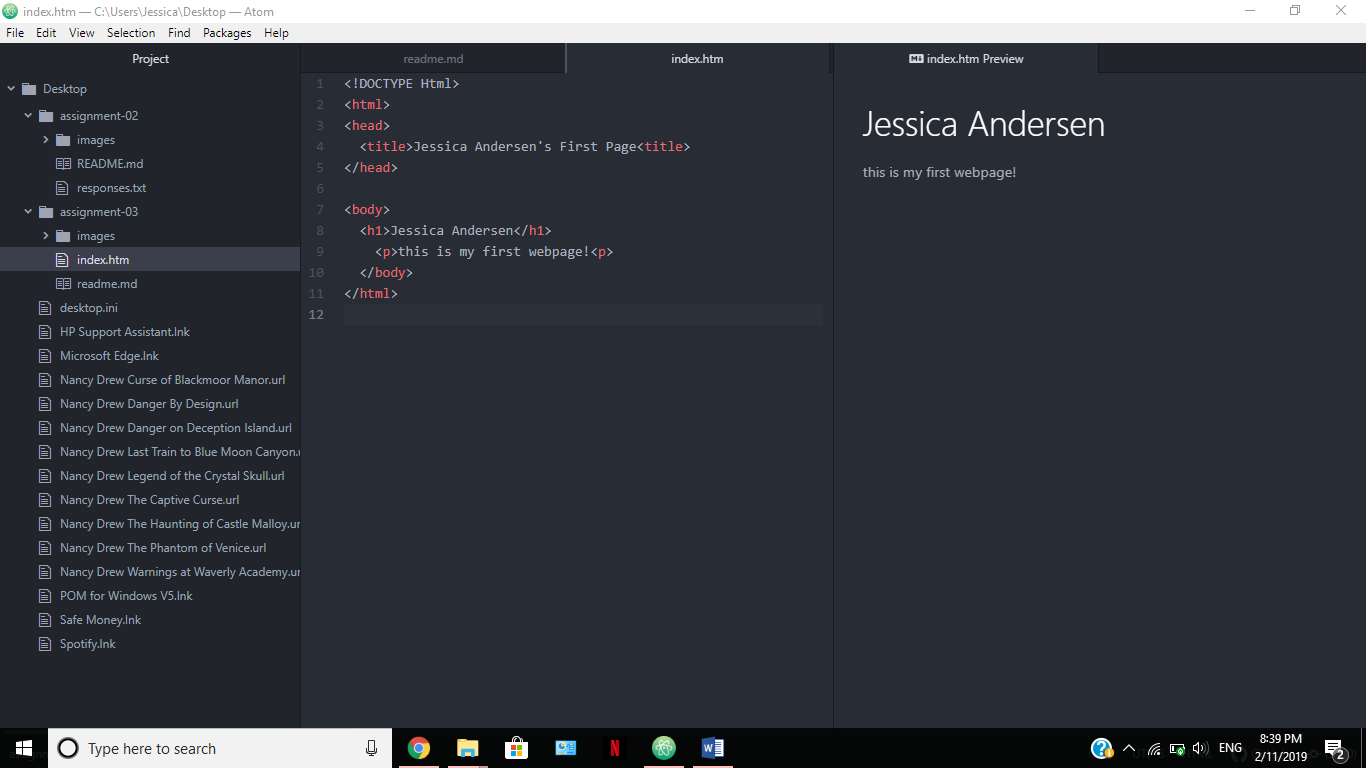 index.htm — C:\Users\Jessica\Desktop — Atom
File Edit View Selection Find Packages Help
Project
Desktop
assignment-02
images
README.md
responses.txt
assignment-03
images
index.htm
readme.md
desktop.ini
HP Support Assistant.lnk
Microsoft Edge.lnk
Nancy Drew Curse of Blackmoor Manor.url
Nancy Drew Danger By Design.url
Nancy Drew Danger on Deception Island.url
Nancy Drew Last Train to Blue Moon Canyon.u
Nancy Drew Legend of the Crystal Skull.url
Nancy Drew The Captive Curse.url
Nancy Drew The Haunting of Castle Malloy.ur
Nancy Drew The Phantom of Venice.url
Nancy Drew Warnings at Waverly Academy.ur
POM for Windows V5.lnk
Safe Money.lnk
Spotify.lnk
readme.md index.htm
1 <!DOCTYPE Html>
2 <html>
3 <head>
4 <title>Jessica Andersen's First Page<title>
5 </head>
6
7 <body>
8 <h1>Jessica Andersen</h1>
9 <p>this is my first webpage!<p>
10 </body>
11 </html>
12
index.htm Preview
Jessica Andersen
this is my first webpage!
Type here to search
ENG
8:39 PM
2/11/2019
2